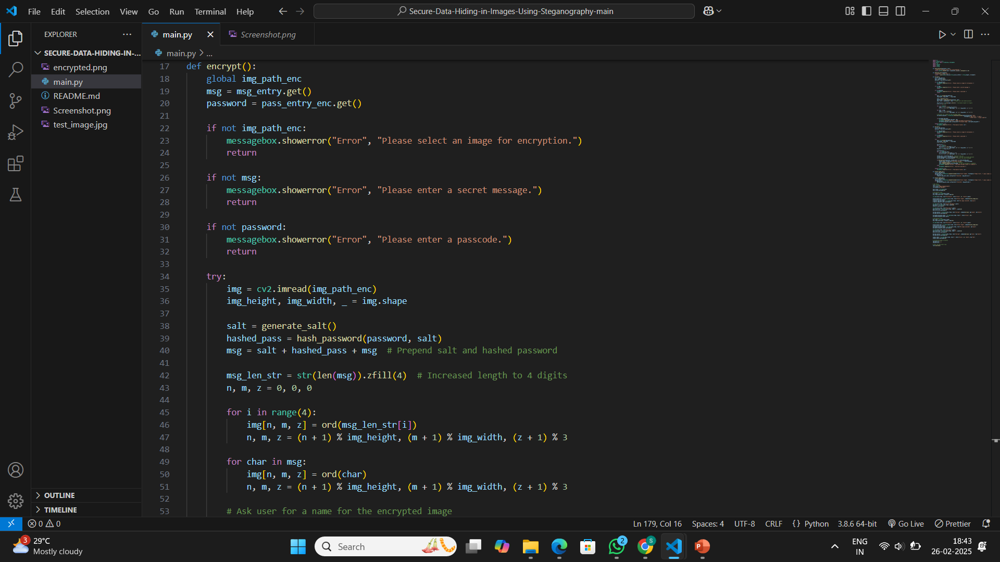 File Edit Selection View Go Run Terminal Help
Secure-Data-Hiding-in-Images-Using-Steganography-main
EXPLORER
SECURE-DATA-HIDING-IN-...
encrypted.png
main.py
README.md
Screenshot.png
test_image.jpg
OUTLINE
TIMELINE
main.py
Screenshot.png
main.py > ...
17 def encrypt():
18 global img_path_enc
19 msg = msg_entry.get()
20 password = pass_entry_enc.get()
21
22 if not img_path_enc:
23 messagebox.showerror("Error", "Please select an image for encryption.")
24 return
25
26 if not msg:
27 messagebox.showerror("Error", "Please enter a secret message.")
28 return
29
30 if not password:
31 messagebox.showerror("Error", "Please enter a passcode.")
32 return
33
34 try:
35 img = cv2.imread(img_path_enc)
36 img_height, img_width, _ = img.shape
37
38 salt = generate_salt()
39 hashed_pass = hash_password(password, salt)
40 msg = salt + hashed_pass + msg # Prepend salt and hashed password
41
42 msg_len_str = str(len(msg)).zfill(4) # Increased length to 4 digits
43 n, m, z = 0, 0, 0
44
45 for i in range(4):
46 img[n, m, z] = ord(msg_len_str[i])
47 n, m, z = (n + 1) % img_height, (m + 1) % img_width, (z + 1) % 3
48
49 for char in msg:
50 img[n, m, z] = ord(char)
51 n, m, z = (n + 1) % img_height, (m + 1) % img_width, (z + 1) % 3
52
53 # Ask user for a name for the encrypted image
0 0 Ln 179, Col 16 Spaces: 4 UTF-8 CRLF {} Python 3.8.6 64-bit Go Live Prettier
3
29°C
Mostly cloudy
Search
2
S
P
ENG
IN
18:43
26-02-2025